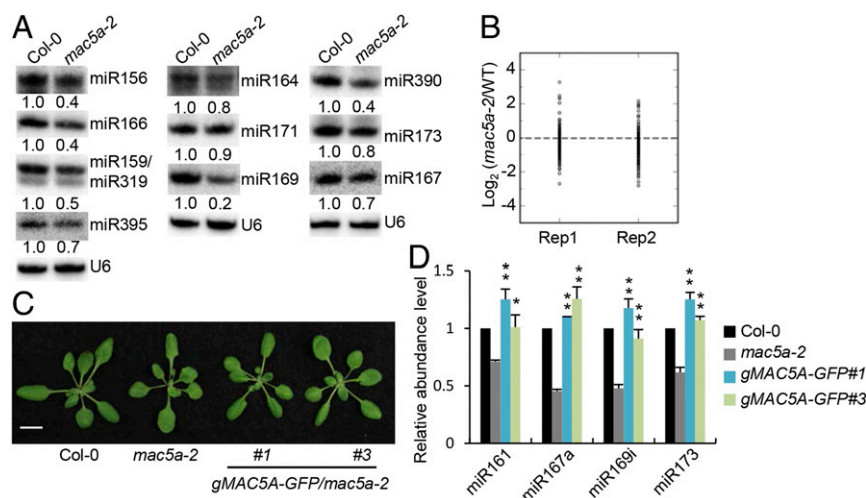 A
Col-0 mac5a-2
miR156
1.0 0.4
miR166
1.0 0.4
miR159/
miR319
1.0 0.5
miR395
1.0 0.7
U6
Col-0 mac5a-2
miR164
1.0 0.8
miR171
1.0 0.9
miR169
1.0 0.2
U6
Col-0 mac5a-2
miR390
1.0 0.4
miR173
1.0 0.8
miR167
1.0 0.7
U6
B
Log2 (mac5a-2/WT)
4
2
0
-2
-4
Rep1 Rep2
C
Col-0 mac5a-2 #1 #3
gMAC5A-GFP/mac5a-2
D
Relative abundance level
1.5
1
0.5
0
** * ** ** ** ** ** **
miR161 miR167a miR169i miR173
Col-0
mac5a-2
gMAC5A-GFP#1
gMAC5A-GFP#3